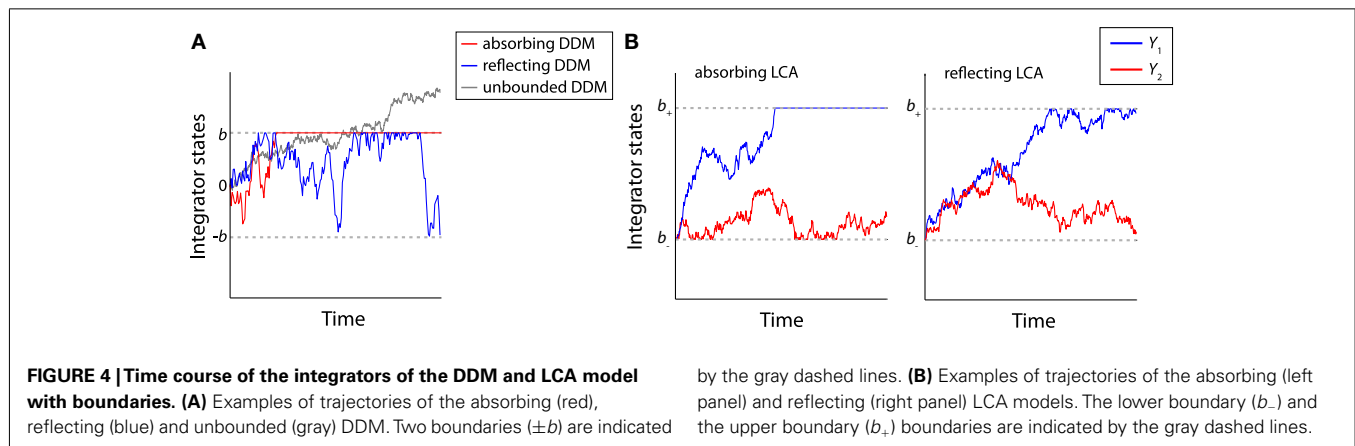 A
absorbing DDM
reflecting DDM
unbounded DDM
Integrator states
b
0
-b
Time
B
Y₁
Y₂
absorbing LCA
reflecting LCA
Integrator states
b₊
b₋
Time
b₊
b₋
Time
FIGURE 4 | Time course of the integrators of the DDM and LCA model
with boundaries. (A) Examples of trajectories of the absorbing (red),
reflecting (blue) and unbounded (gray) DDM. Two boundaries (±b) are indicated
by the gray dashed lines. (B) Examples of trajectories of the absorbing (left
panel) and reflecting (right panel) LCA models. The lower boundary (b₋) and
the upper boundary (b₊) boundaries are indicated by the gray dashed lines.